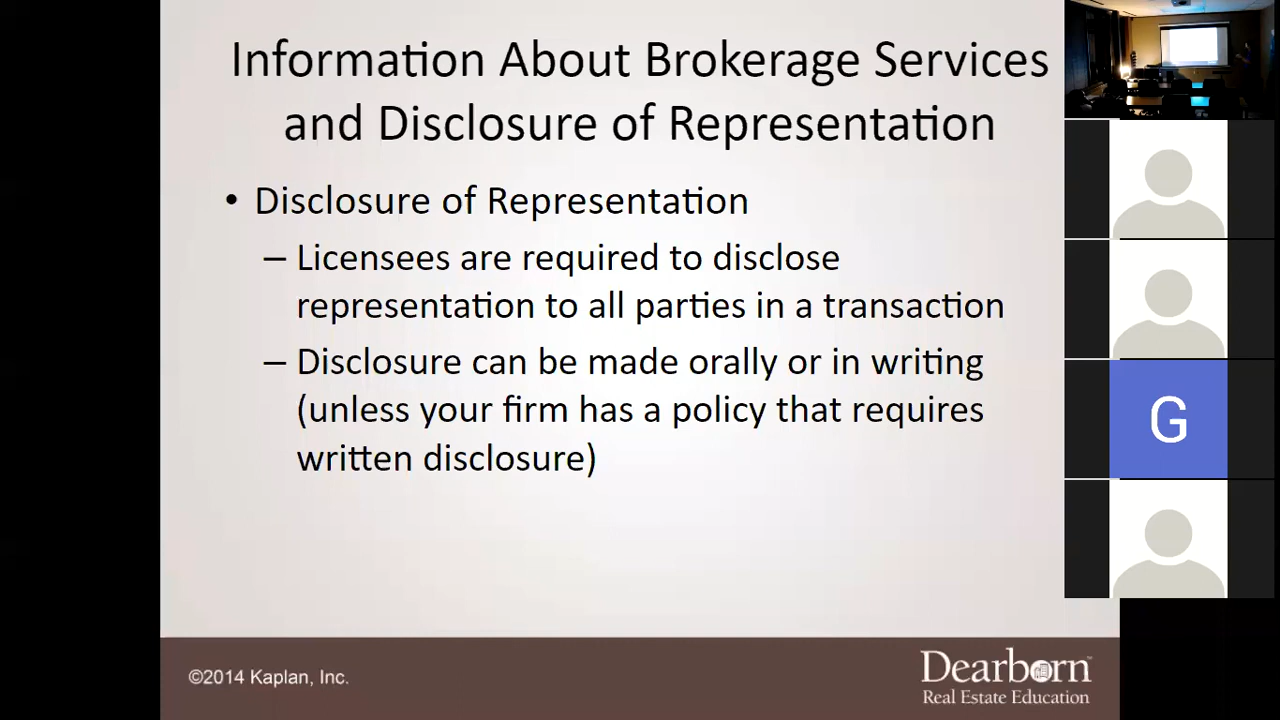 Information About Brokerage Services
and Disclosure of Representation
• Disclosure of Representation
– Licensees are required to disclose
representation to all parties in a transaction
– Disclosure can be made orally or in writing
(unless your firm has a policy that requires
written disclosure)
G
©2014 Kaplan, Inc.
Dearborn™
Real Estate Education